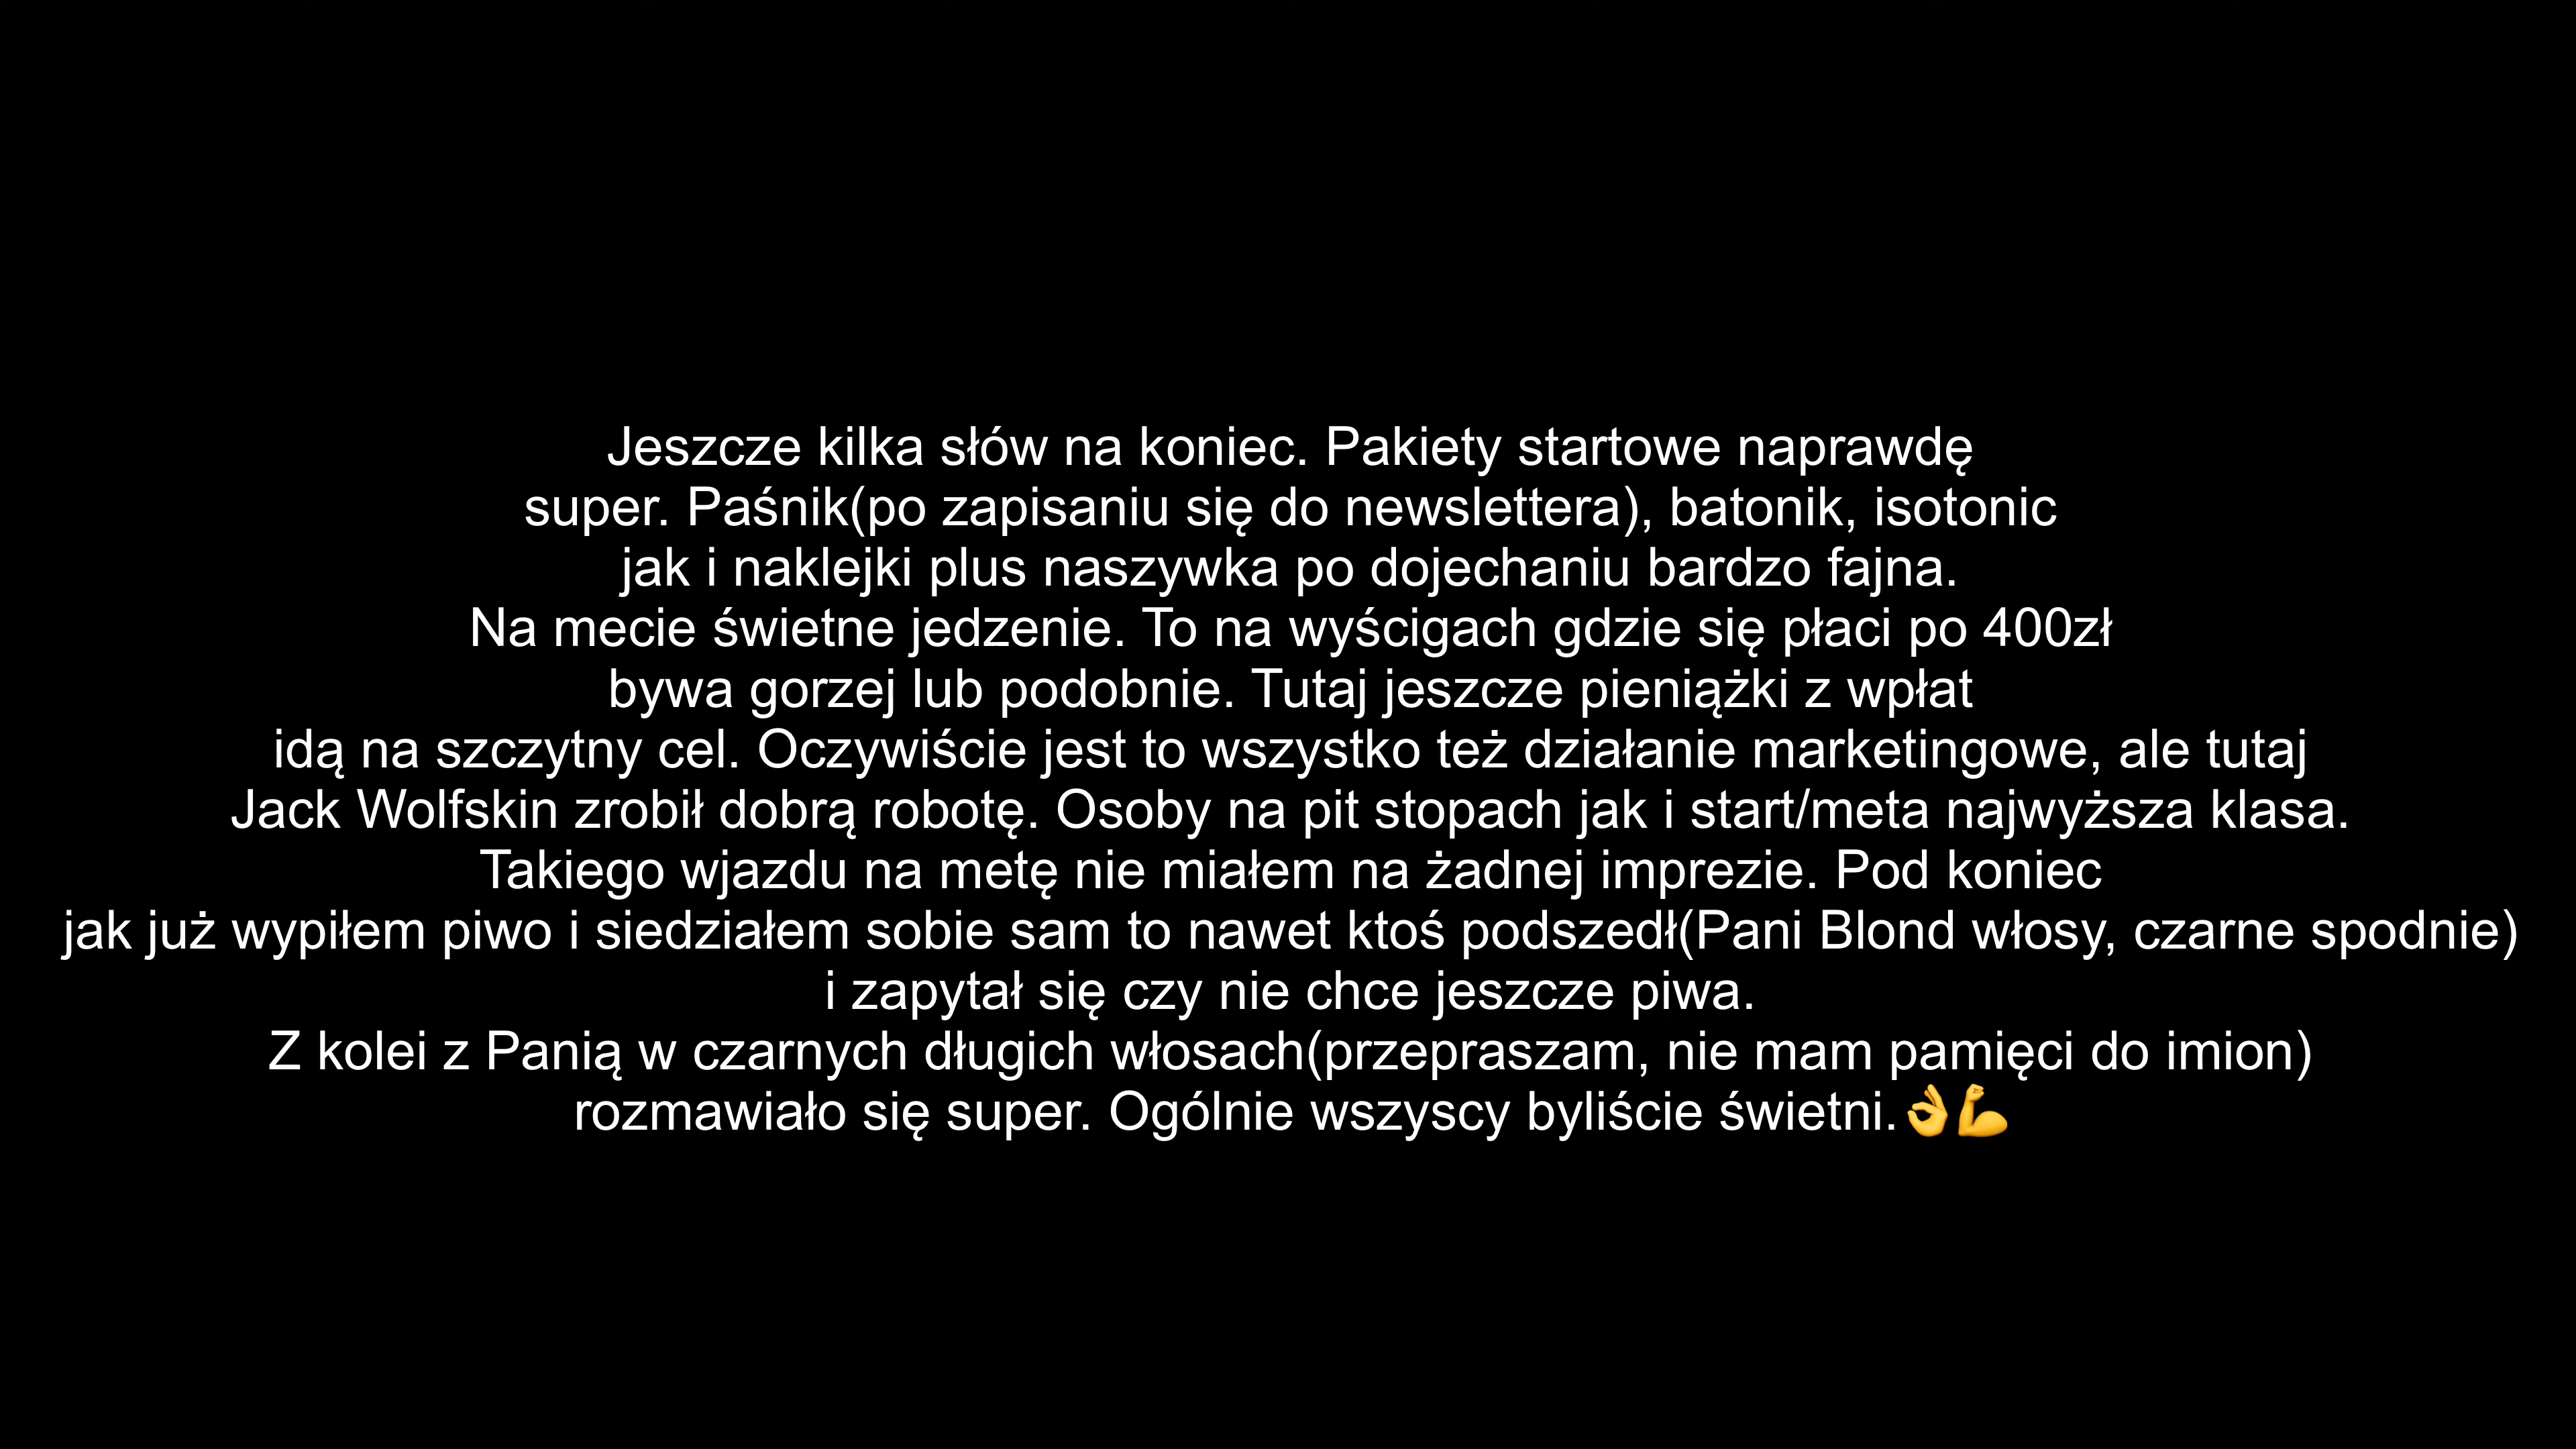 Jeszcze kilka słów na koniec. Pakiety startowe naprawdę
super. Paśnik(po zapisaniu się do newslettera), batonik, isotonic
jak i naklejki plus naszywka po dojechaniu bardzo fajna.
Na mecie świetne jedzenie. To na wyścigach gdzie się płaci po 400zł
bywa gorzej lub podobnie. Tutaj jeszcze pieniążki z wpłat
idą na szczytny cel. Oczywiście jest to wszystko też działanie marketingowe, ale tutaj
Jack Wolfskin zrobił dobrą robotę. Osoby na pit stopach jak i start/meta najwyższa klasa.
Takiego wjazdu na metę nie miałem na żadnej imprezie. Pod koniec
jak już wypiłem piwo i siedziałem sobie sam to nawet ktoś podszedł(Pani Blond włosy, czarne spodnie)
i zapytał się czy nie chce jeszcze piwa.
Z kolei z Panią w czarnych długich włosach(przepraszam, nie mam pamięci do imion)
rozmawiało się super. Ogólnie wszyscy byliście świetni.👌💪